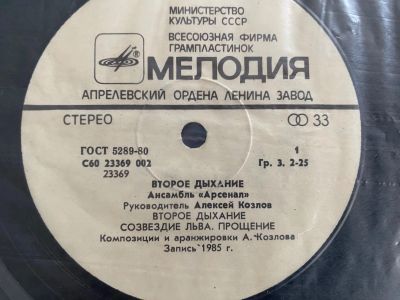 МИНИСТЕРСТВО
КУЛЬТУРЫ СССР
ВСЕСОЮЗНАЯ ФИРМА
ГРАМПЛАСТИНОК
МЕЛОДИЯ
АПРЕЛЕВСКИЙ ОРДЕНА ЛЕНИНА ЗАВОД
СТЕРЕО 33
ГОСТ 5289-80 1
С60 23369 002 Гр. 3. 2-25
23369
ВТОРОЕ ДЫХАНИЕ
Ансамбль «Арсенал»
Руководитель Алексей Козлов
ВТОРОЕ ДЫХАНИЕ
СОЗВЕЗДИЕ ЛЬВА. ПРОЩЕНИЕ
Композиции и аранжировки А. Козлова
Запись 1985 г.